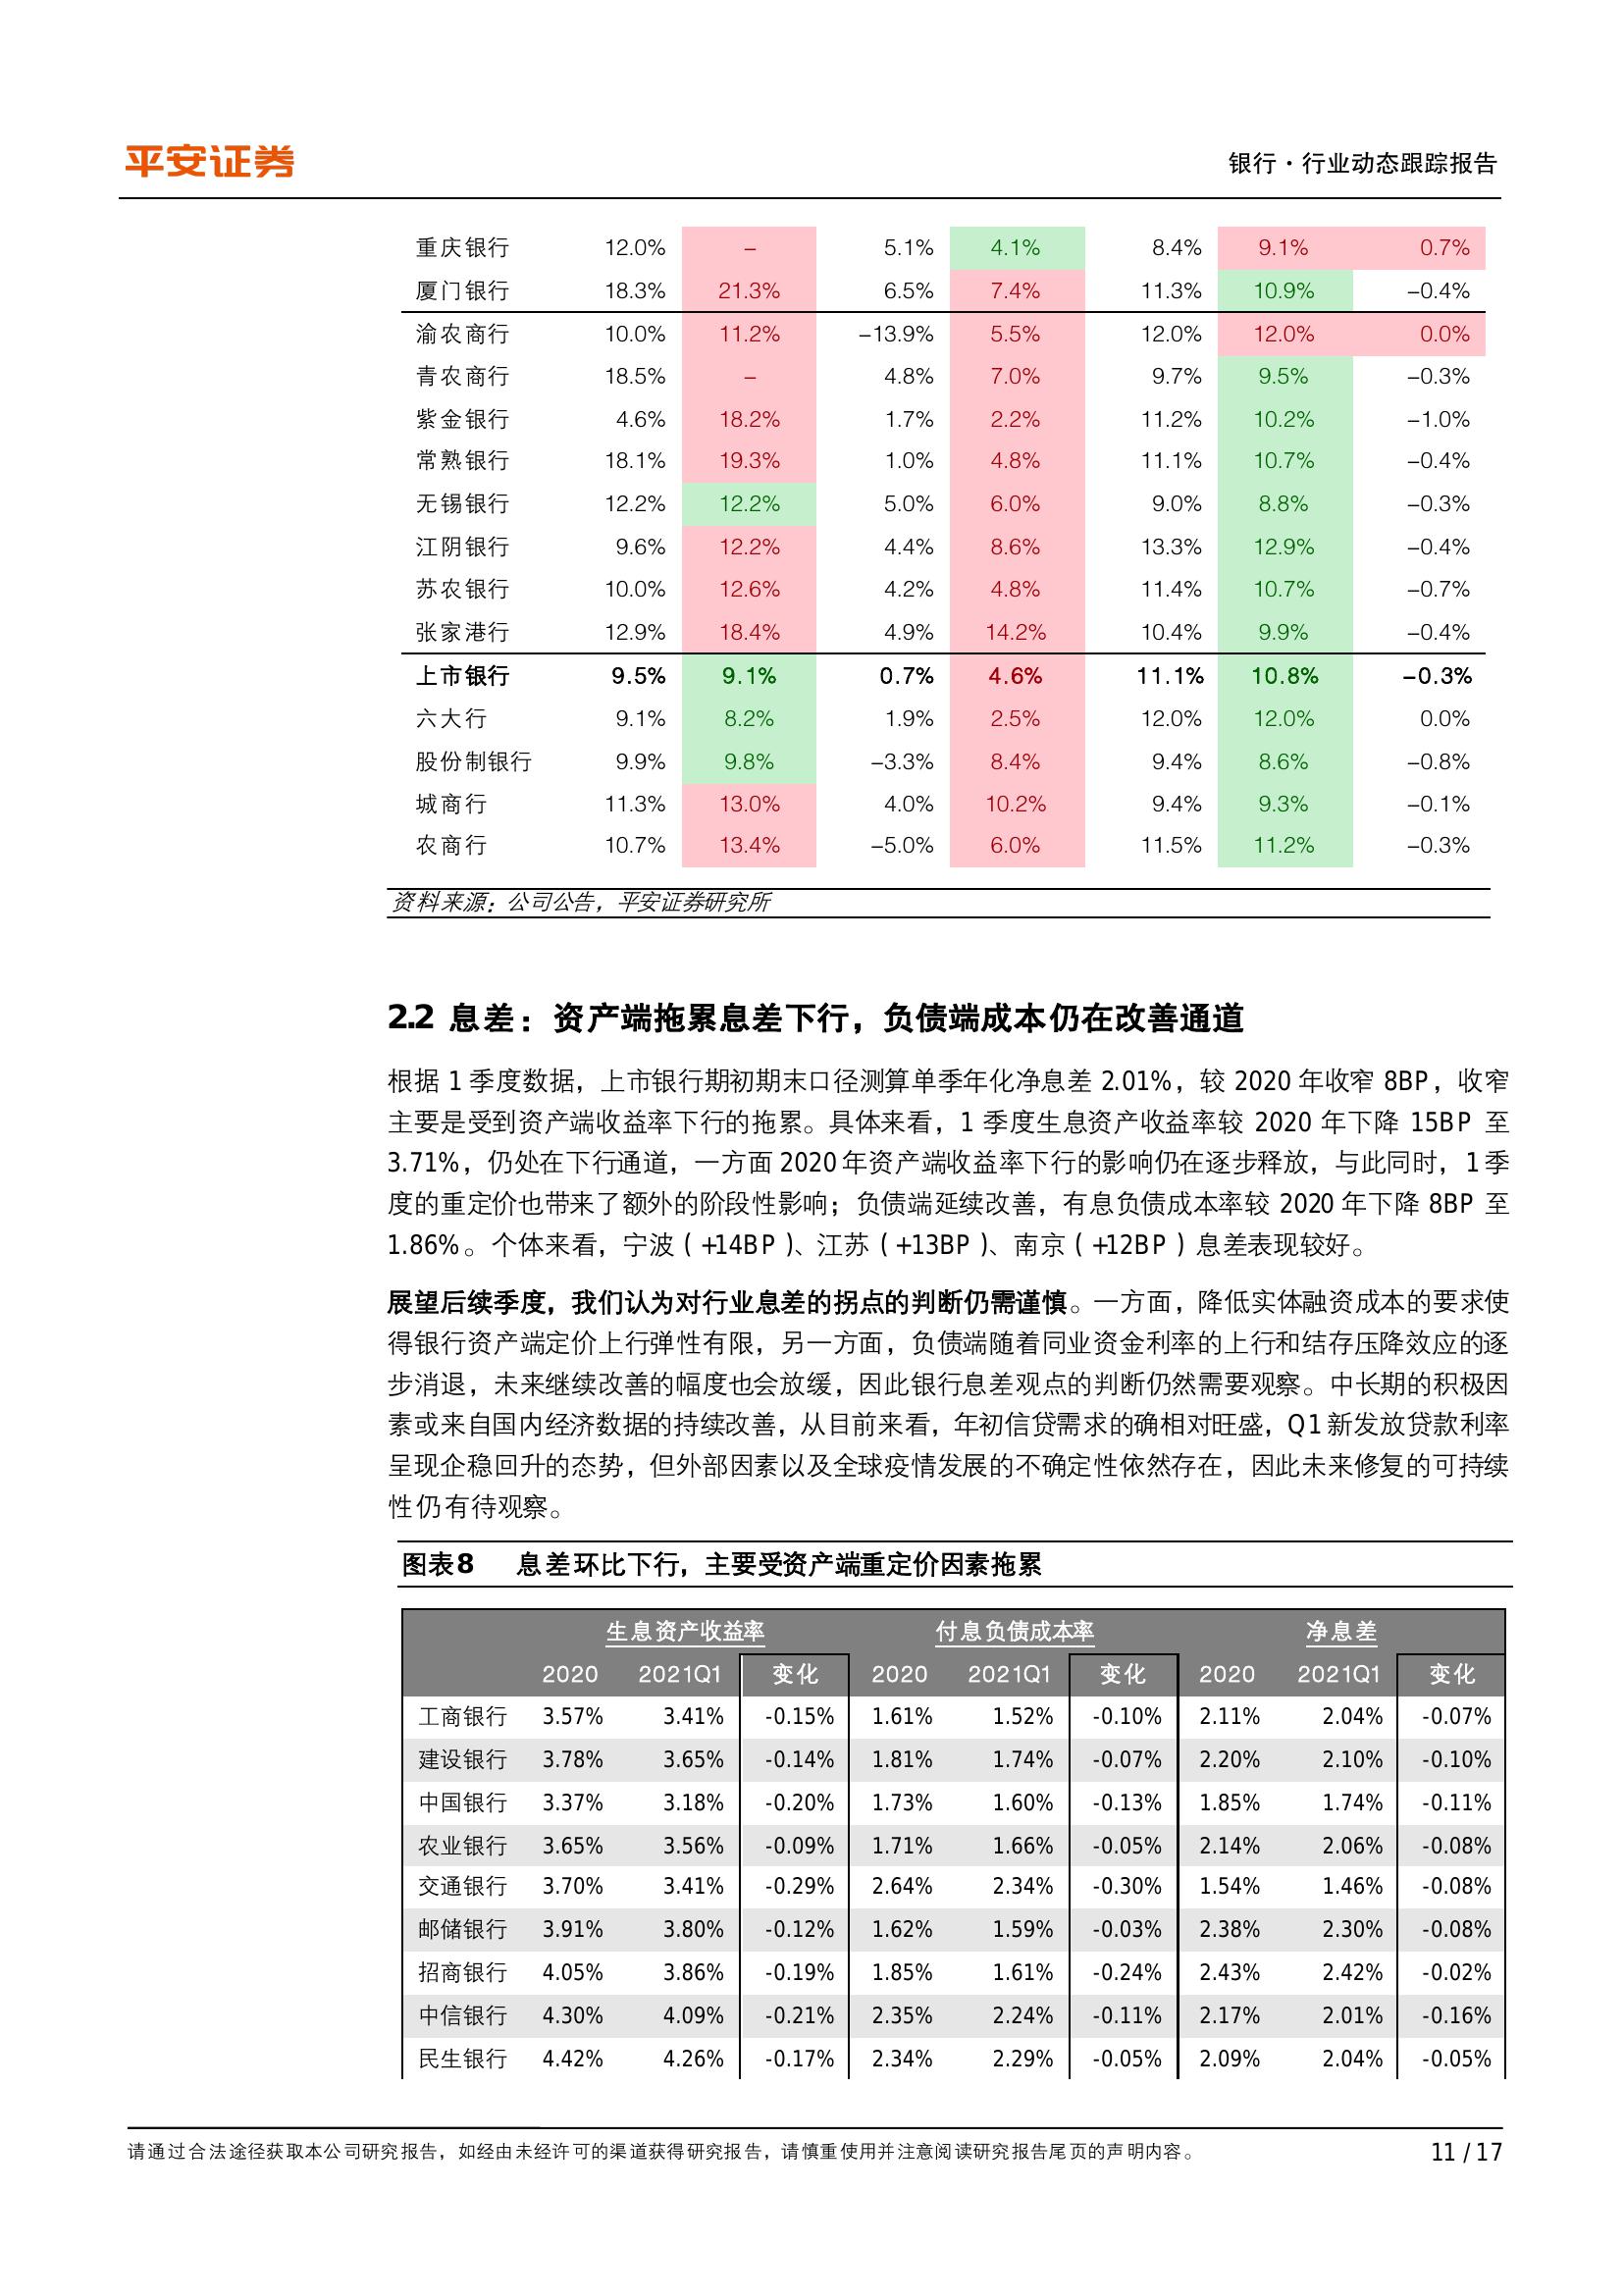 平安证券
银行·行业动态跟踪报告
重庆银行 12.0% – 5.1% 4.1% 8.4% 9.1% 0.7%
厦门银行 18.3% 21.3% 6.5% 7.4% 11.3% 10.9% –0.4%
渝农商行 10.0% 11.2% –13.9% 5.5% 12.0% 12.0% 0.0%
青农商行 18.5% – 4.8% 7.0% 9.7% 9.5% –0.3%
紫金银行 4.6% 18.2% 1.7% 2.2% 11.2% 10.2% –1.0%
常熟银行 18.1% 19.3% 1.0% 4.8% 11.1% 10.7% –0.4%
无锡银行 12.2% 12.2% 5.0% 6.0% 9.0% 8.8% –0.3%
江阴银行 9.6% 12.2% 4.4% 8.6% 13.3% 12.9% –0.4%
苏农银行 10.0% 12.6% 4.2% 4.8% 11.4% 10.7% –0.7%
张家港行 12.9% 18.4% 4.9% 14.2% 10.4% 9.9% –0.4%
上市银行 9.5% 9.1% 0.7% 4.6% 11.1% 10.8% –0.3%
六大行 9.1% 8.2% 1.9% 2.5% 12.0% 12.0% 0.0%
股份制银行 9.9% 9.8% –3.3% 8.4% 9.4% 8.6% –0.8%
城商行 11.3% 13.0% 4.0% 10.2% 9.4% 9.3% –0.1%
农商行 10.7% 13.4% –5.0% 6.0% 11.5% 11.2% –0.3%
资料来源：公司公告，平安证券研究所
2.2 息差：资产端拖累息差下行，负债端成本仍在改善通道
根据 1 季度数据，上市银行期初期末口径测算单季年化净息差 2.01%，较 2020 年收窄 8BP，收窄
主要是受到资产端收益率下行的拖累。具体来看，1 季度生息资产收益率较 2020 年下降 15BP 至
3.71%，仍处在下行通道，一方面 2020 年资产端收益率下行的影响仍在逐步释放，与此同时，1 季
度的重定价也带来了额外的阶段性影响；负债端延续改善，有息负债成本率较 2020 年下降 8BP 至
1.86%。个体来看，宁波（+14BP）、江苏（+13BP）、南京（+12BP）息差表现较好。
展望后续季度，我们认为对行业息差的拐点的判断仍需谨慎。一方面，降低实体融资成本的要求使
得银行资产端定价上行弹性有限，另一方面，负债端随着同业资金利率的上行和结存压降效应的逐
步消退，未来继续改善的幅度也会放缓，因此银行息差观点的判断仍然需要观察。中长期的积极因
素或来自国内经济数据的持续改善，从目前来看，年初信贷需求的确相对旺盛，Q1 新发放贷款利率
呈现企稳回升的态势，但外部因素以及全球疫情发展的不确定性依然存在，因此未来修复的可持续
性仍有待观察。
图表8 息差环比下行，主要受资产端重定价因素拖累
生息资产收益率 付息负债成本率 净息差
2020 2021Q1 变化 2020 2021Q1 变化 2020 2021Q1 变化
工商银行 3.57% 3.41% -0.15% 1.61% 1.52% -0.10% 2.11% 2.04% -0.07%
建设银行 3.78% 3.65% -0.14% 1.81% 1.74% -0.07% 2.20% 2.10% -0.10%
中国银行 3.37% 3.18% -0.20% 1.73% 1.60% -0.13% 1.85% 1.74% -0.11%
农业银行 3.65% 3.56% -0.09% 1.71% 1.66% -0.05% 2.14% 2.06% -0.08%
交通银行 3.70% 3.41% -0.29% 2.64% 2.34% -0.30% 1.54% 1.46% -0.08%
邮储银行 3.91% 3.80% -0.12% 1.62% 1.59% -0.03% 2.38% 2.30% -0.08%
招商银行 4.05% 3.86% -0.19% 1.85% 1.61% -0.24% 2.43% 2.42% -0.02%
中信银行 4.30% 4.09% -0.21% 2.35% 2.24% -0.11% 2.17% 2.01% -0.16%
民生银行 4.42% 4.26% -0.17% 2.34% 2.29% -0.05% 2.09% 2.04% -0.05%
请通过合法途径获取本公司研究报告，如经由未经许可的渠道获得研究报告，请慎重使用并注意阅读研究报告尾页的声明内容。
11 / 17